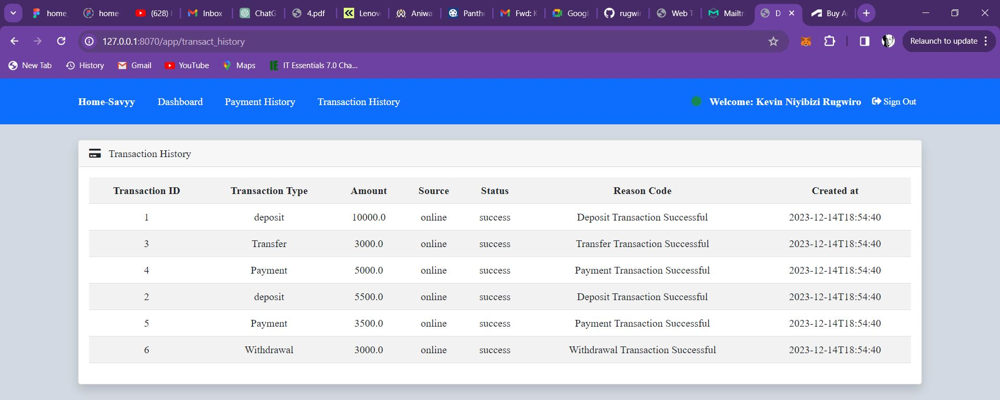 home_ home- (628) Inbox ChatG 4.pdf Lenov Aniwa Panthe Fwd: K Googl rugwir Web T Mailtr D Buy A
127.0.0.1:8070/app/transact_history Relaunch to update
New Tab History Gmail YouTube Maps IT Essentials 7.0 Cha...
Home-Savyy Dashboard Payment History Transaction History Welcome: Kevin Niyibizi Rugwiro Sign Out
Transaction History
Transaction ID Transaction Type Amount Source Status Reason Code Created at
1 deposit 10000.0 online success Deposit Transaction Successful 2023-12-14T18:54:40
3 Transfer 3000.0 online success Transfer Transaction Successful 2023-12-14T18:54:40
4 Payment 5000.0 online success Payment Transaction Successful 2023-12-14T18:54:40
2 deposit 5500.0 online success Deposit Transaction Successful 2023-12-14T18:54:40
5 Payment 3500.0 online success Payment Transaction Successful 2023-12-14T18:54:40
6 Withdrawal 3000.0 online success Withdrawal Transaction Successful 2023-12-14T18:54:40